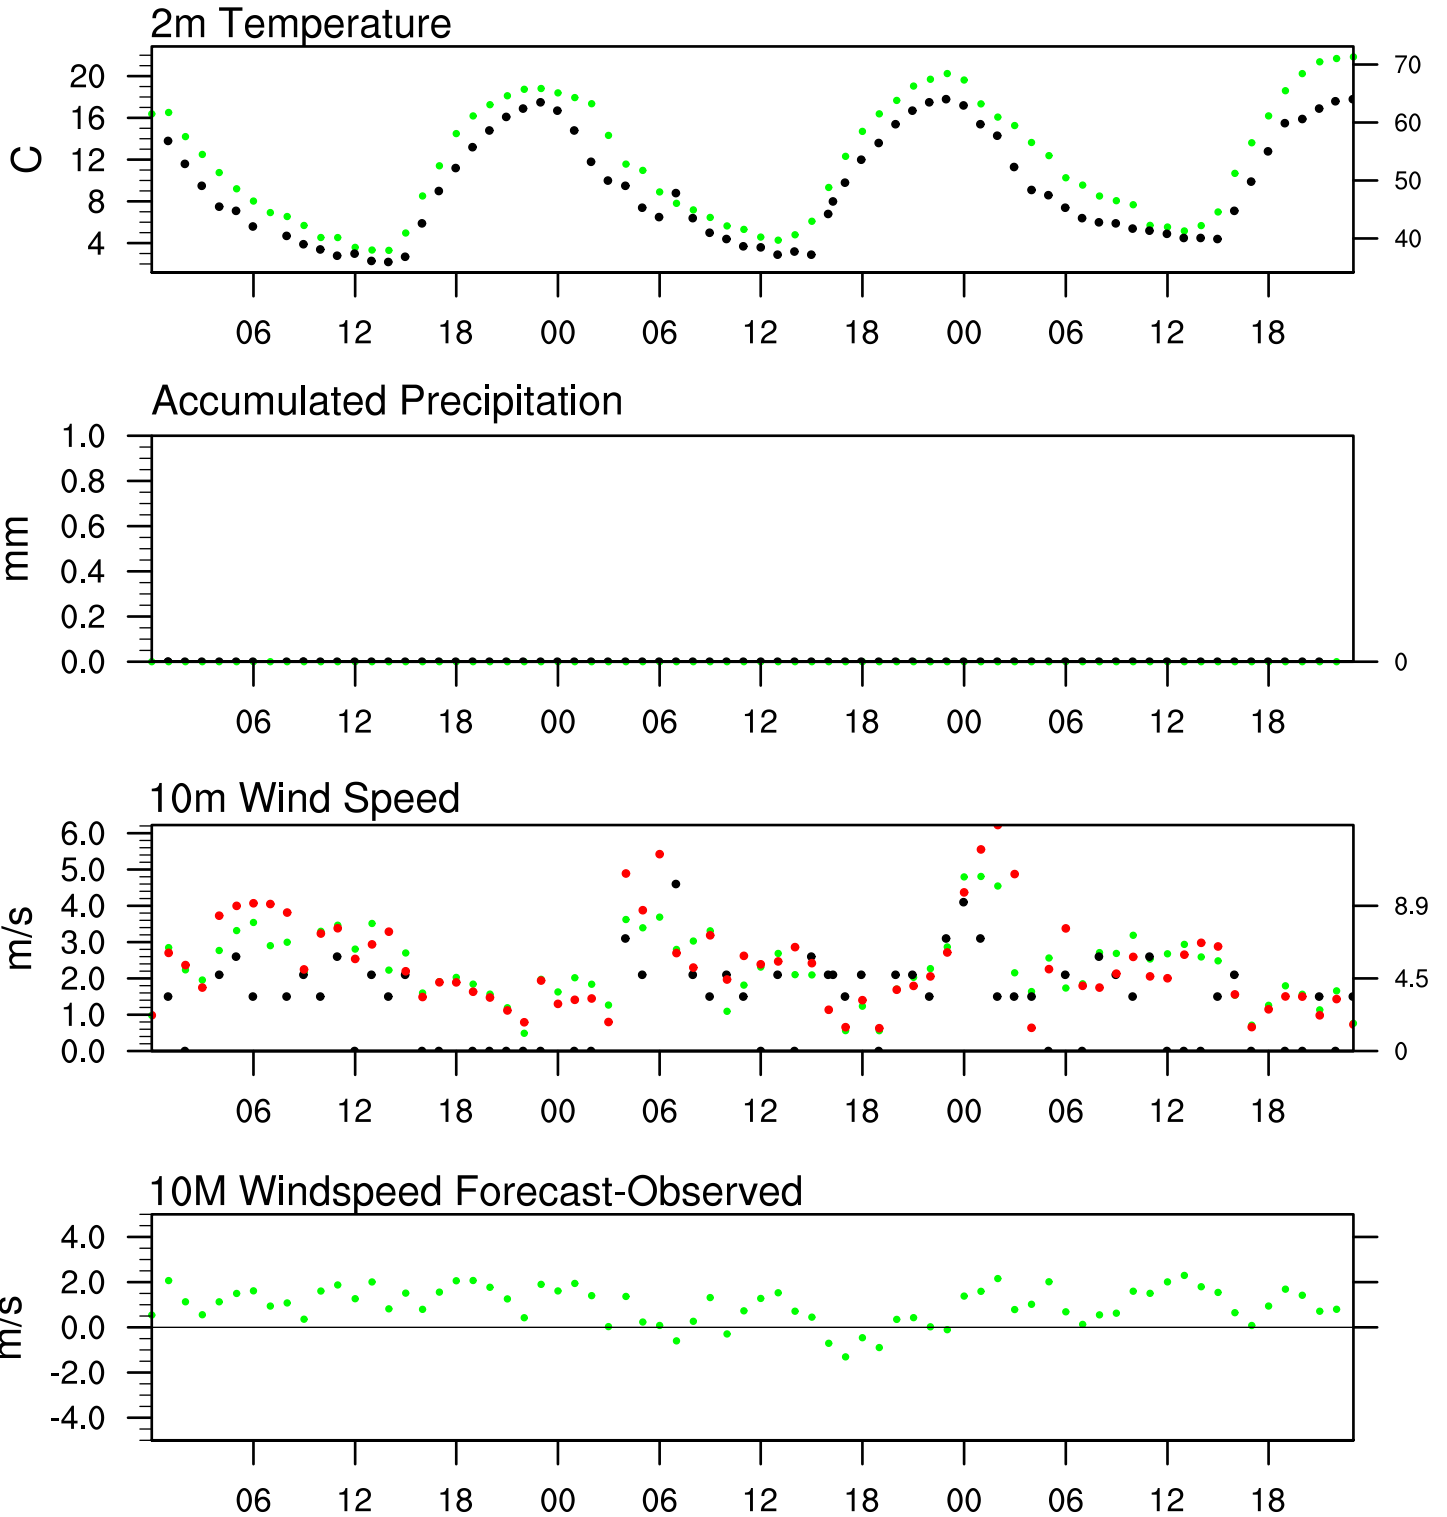 2m Temperature
20
16
12
8
4
C
70
60
50
40
06 12 18 00 06 12 18 00 06 12 18
Accumulated Precipitation
1.0
0.8
0.6
0.4
0.2
0.0
mm
0
06 12 18 00 06 12 18 00 06 12 18
10m Wind Speed
6.0
5.0
4.0
3.0
2.0
1.0
0.0
m/s
8.9
4.5
0
06 12 18 00 06 12 18 00 06 12 18
10M Windspeed Forecast-Observed
4.0
2.0
0.0
-2.0
-4.0
m/s
06 12 18 00 06 12 18 00 06 12 18